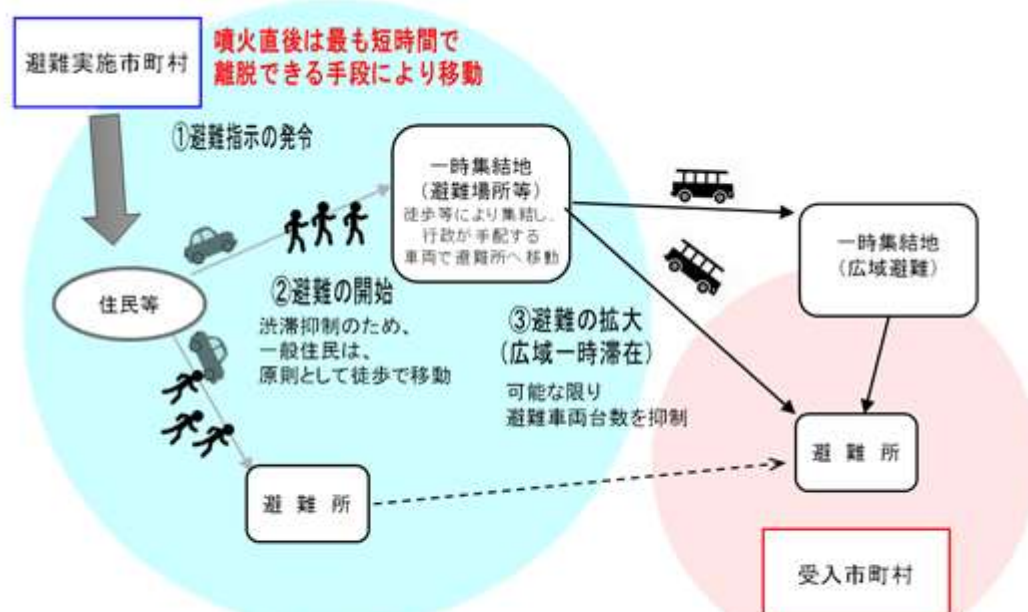 避難実施市町村
噴火直後は最も短時間で
離脱できる手段により移動
①避難指示の発令
一時集結地
(避難場所等)
徒歩等により集結し、
行政が手配する
車両で避難所へ移動
一時集結地
(広域避難)
住民等
②避難の開始
渋滞抑制のため、
一般住民は、
原則として徒歩で移動
③避難の拡大
(広域一時滞在)
可能な限り
避難車両台数を抑制
避 難 所
避 難 所
受入市町村